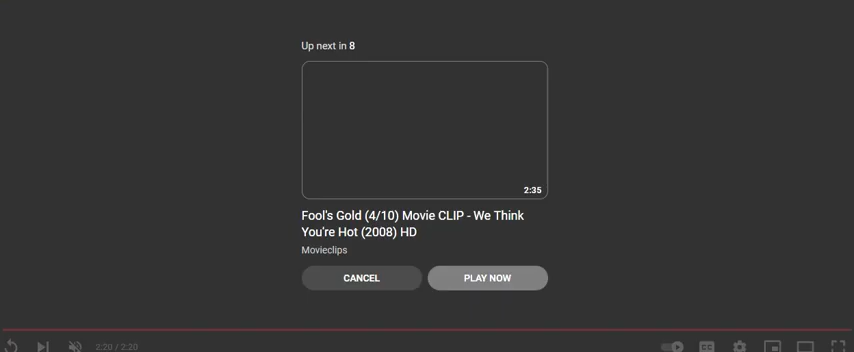 Up next in 8
2:35
Fool's Gold (4/10) Movie CLIP - We Think
You're Hot (2008) HD
Movieclips
CANCEL PLAY NOW
2:20 / 2:20 CC